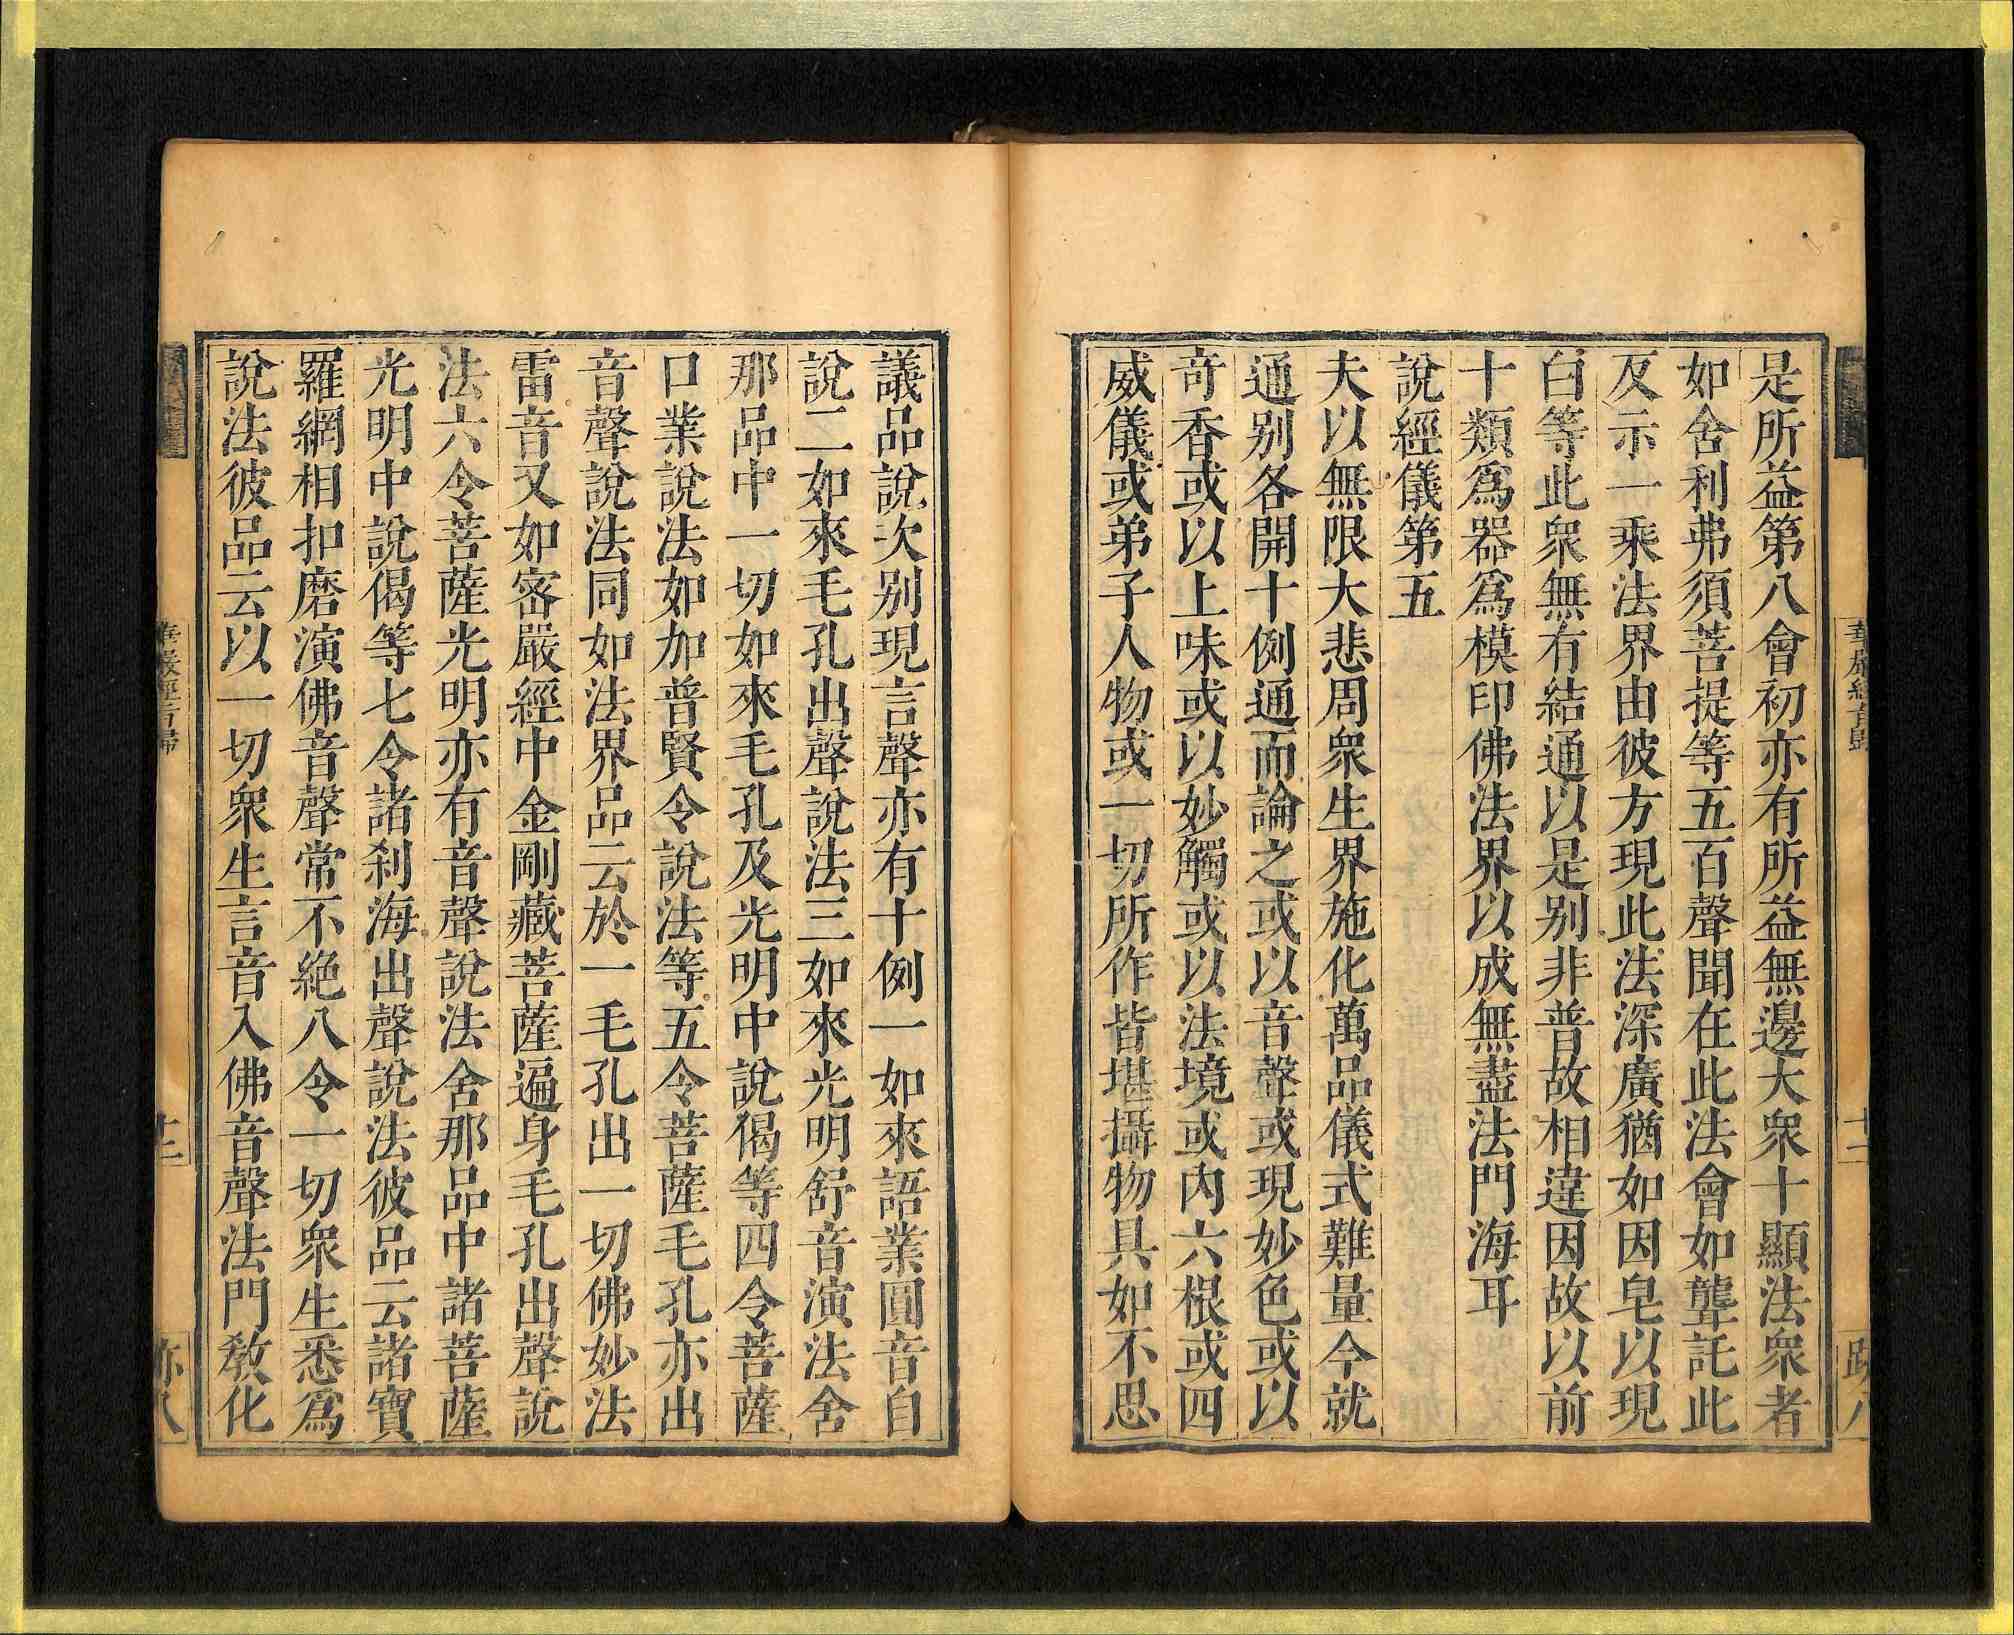 是所益第八會初亦有所益無邊大衆十顯法衆者
如舍利弗須菩提等五百聲聞在此法會如聾託此
反示一乘法界由彼方現此法深廣猶如因皂以現
白等此衆無有結通以是别非普故相違因故以前
十類爲器爲模印佛法界以成無盡法門海耳
說經儀第五
夫以無限大悲周衆生界施化萬品儀式難量今就
通别各開十例通而論之或以音聲或現妙色或以
奇香或以上味或以妙觸或以法境或内六根或四
威儀或弟子人物或一切所作皆堪攝物具如不思
議品說次别現言聲亦有十例一如來語業圓音自
說二如來毛孔出聲說法三如來光明舒音演法舍
那品中一切如來毛孔及光明中說偈等四令菩薩
口業說法如加普賢令說法等五令菩薩毛孔亦出
音聲說法同如法界品云於一毛孔出一切佛妙法
雷音又如密嚴經中金剛藏菩薩遍身毛孔出聲說
法六令菩薩光明亦有音聲說法舍那品中諸菩薩
光明中說偈等七令諸刹海出聲說法彼品云諸寶
羅網相扣磨演佛音聲常不絶八令一切衆生悉爲
說法彼品云以一切衆生言音入佛音聲法門教化
華嚴經旨歸
十二